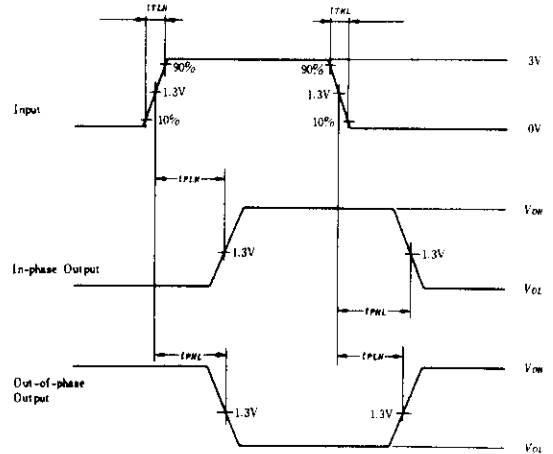 tTLH
tTHL
90%
90%
3V
1.3V
1.3V
Input
10%
10%
0V
tPLH
VOH
1.3V
1.3V
In-phase Output
VOL
tPHL
tPHL
tPLH
VOH
Out-of-phase
Output
1.3V
1.3V
VOL